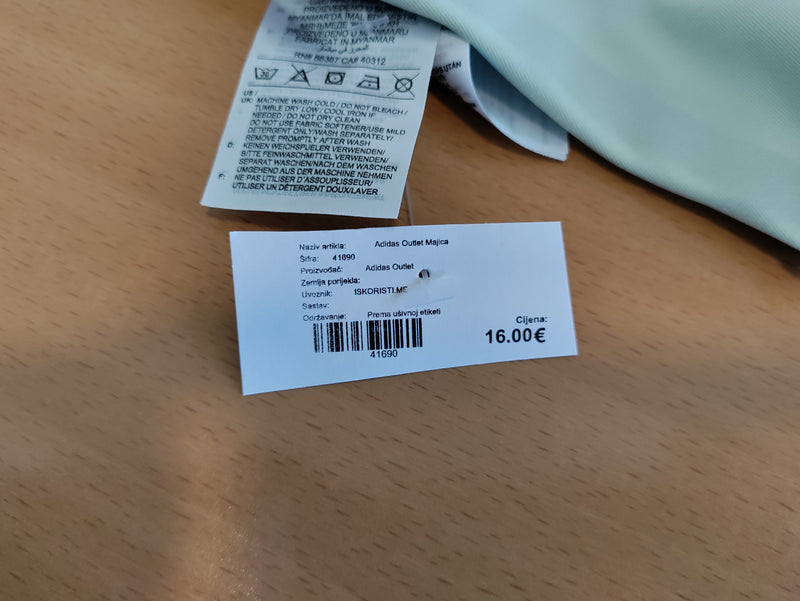 MYANMAR'DA İMAL EDİLMİŞTİR
PROIZVEDENO U MYANMARU
FABRICAT IN MYANMAR
RN# 88387 CA# 40312
US /
UK: MACHINE WASH COLD / DO NOT BLEACH /
TUMBLE DRY LOW / COOL IRON IF
NEEDED / DO NOT DRY CLEAN
DO NOT USE FABRIC SOFTENER/USE MILD
DETERGENT ONLY/WASH SEPARATELY/
REMOVE PROMPTLY AFTER WASH
D: KEINEN WEICHSPUELER VERWENDEN/
BITTE FEINWASCHMITTEL VERWENDEN/
SEPARAT WASCHEN/NACH DEM WASCHEN
UMGEHEND AUS DER MASCHINE NEHMEN
F: NE PAS UTILISER D'ASSOUPLISSEUR/
UTILISER UN DÉTERGENT DOUX/LAVER
Naziv artikla: Adidas Outlet Majica
Šifra: 41690
Proizvođač: Adidas Outlet
Zemlja porijekla:
Uvoznik: ISKORISTI.ME
Sastav:
Održavanje: Prema ušivnoj etiketi
41690
Cijena:
16.00€